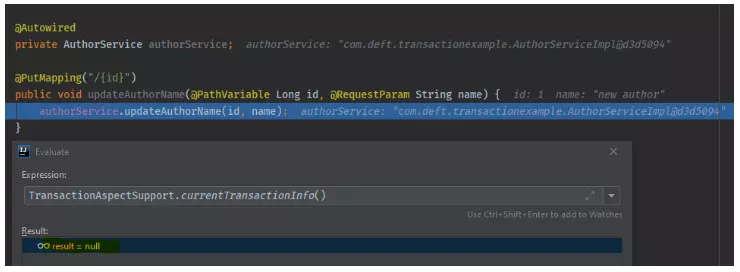 @Autowired
private AuthorService authorService; authorService: "com.deft.transactionexample.AuthorServiceImpl@d3d5094"
@PutMapping("/{id}")
public void updateAuthorName(@PathVariable Long id, @RequestParam String name) { id: 1 name: "new author"
authorService.updateAuthorName(id, name); authorService: "com.deft.transactionexample.AuthorServiceImpl@d3d5094"
}
Evaluate
Expression:
TransactionAspectSupport.currentTransactionInfo()
Use Ctrl+Shift+Enter to add to Watches
Result:
result = null